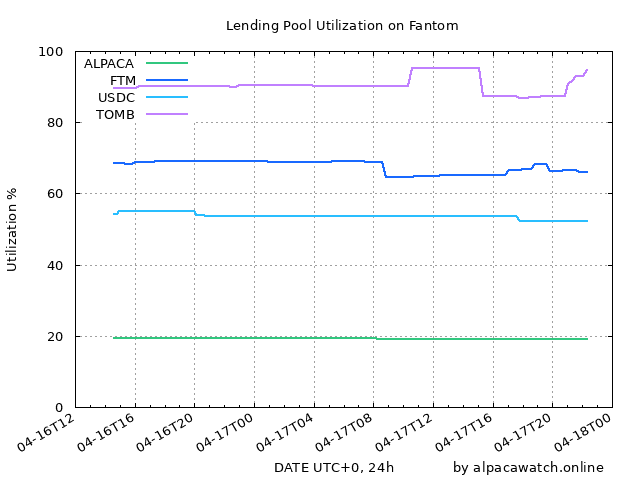 Lending Pool Utilization on Fantom
100
80
60
40
20
0
Utilization %
ALPACA
FTM
USDC
TOMB
04-16T12
04-16T16
04-16T20
04-17T00
04-17T04
04-17T08
04-17T12
04-17T16
04-17T20
04-18T00
DATE UTC+0, 24h
by alpacawatch.online